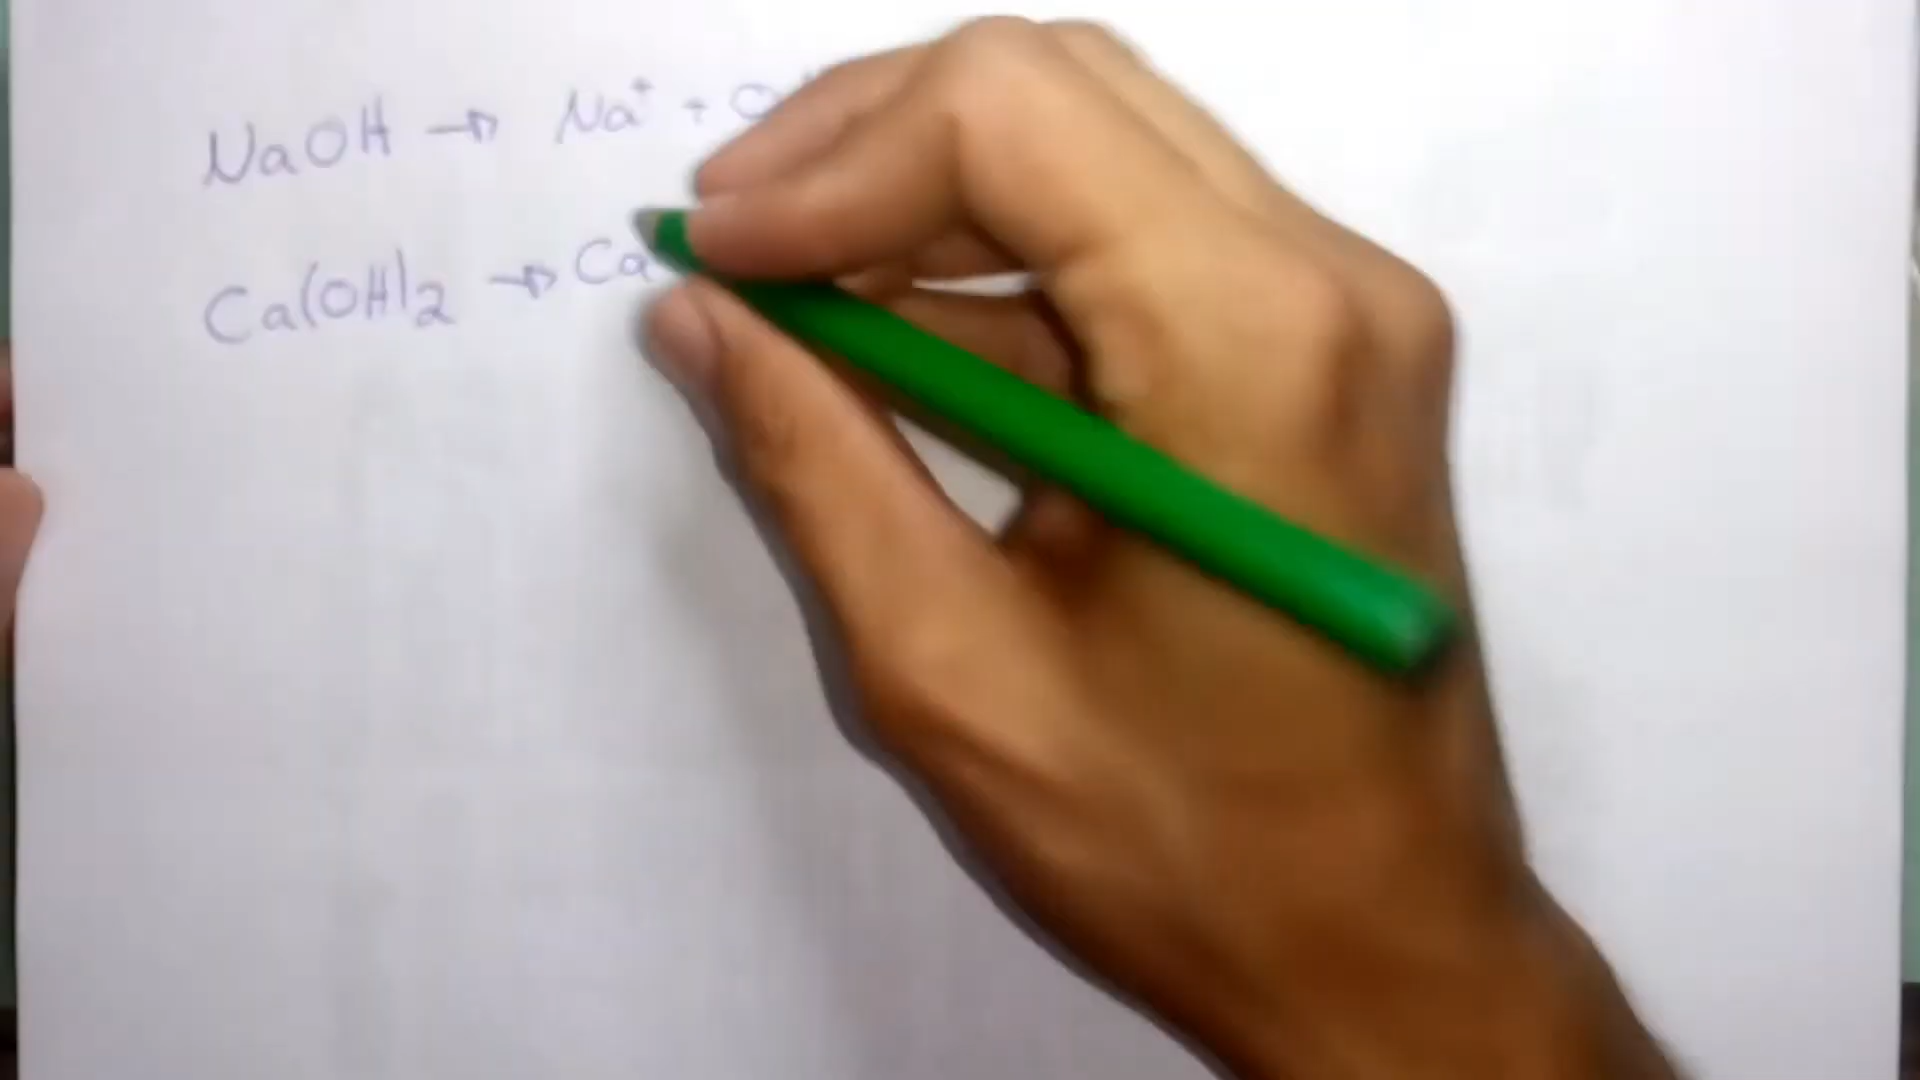 NaOH → Na⁺ + O
Ca(OH)₂ → Ca